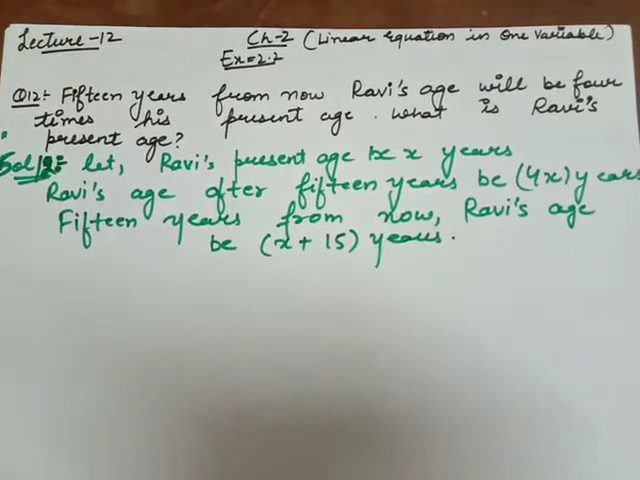 Lecture-12 Ch-2 (Linear Equation in One Variable)
Ex=2.2
Q12:- Fifteen years from now Ravi's age will be four
times his present age. What is Ravi's
present age?
Sol12:- let, Ravi's present age be x years
Ravi's age after fifteen years be (4x) years
Fifteen years from now, Ravi's age
be (x + 15) years.